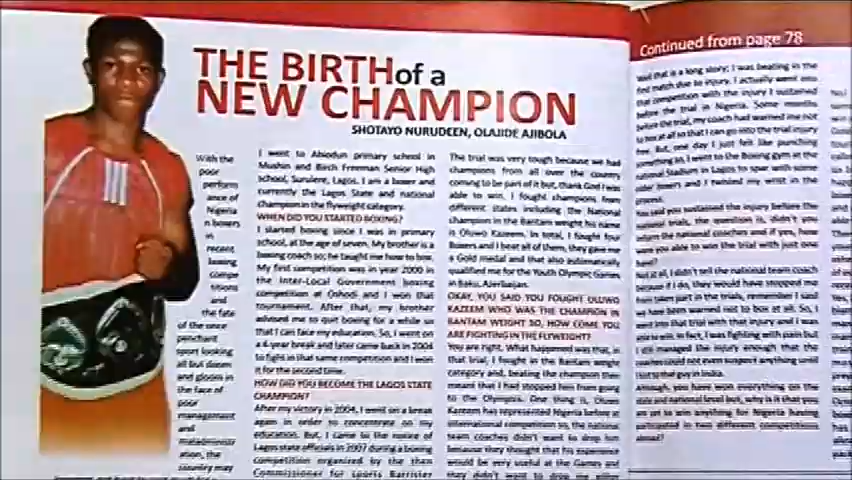 THE BIRTH of a
NEW CHAMPION
SHOTAYO NURUDEEN, OLAJIDE AJIBOLA
With the
poor
perform
ance of
Nigeria
n boxers
in
recent
boxing
compe
titions
and
the fate
of the once
penchant
sport looking
all but doom
and gloom in
the face of
poor
management
and
maladministr
ation, the
country may
I went to Abiodun primary school in
Mushin and Birch Freeman Senior High
school, Surulere, Lagos. I am a boxer and
currently the Lagos State and national
champion in the flyweight category.
WHEN DID YOU STARTED BOXING?
I started boxing since I was in primary
school, at the age of seven. My brother is a
boxing coach so; he taught me how to box.
My first competition was in year 2000 in
the Inter-Local Government boxing
competition at Oshodi and I won that
tournament. After that, my brother
advised me to quit boxing for a while so
that I can face my education. So, I went on
a 4-year break and later came back in 2004
to fight in that same competition and I won
it for the second time.
HOW DID YOU BECOME THE LAGOS STATE
CHAMPION?
After my victory in 2004, I went on a break
again in order to concentrate on my
education. But, I came to the notice of
Lagos state officials in 2007 during a boxing
competition organized by the then
Commissioner for sports Barrister
The trial was very tough because we had
champions from all over the country
coming to be part of it but, thank God I was
able to win. I fought champions from
different states including the National
champion in the Bantam weight his name
is Oluwo Kazeem. In total, I fought four
Boxers and I beat all of them, they gave me
a Gold medal and that also automatically
qualified me for the Youth Olympic Games
in Baku, Azerbaijan.
OKAY, YOU SAID YOU FOUGHT OLUWO
KAZEEM WHO WAS THE CHAMPION IN
BANTAM WEIGHT SO, HOW COME YOU
ARE FIGHTING IN THE FLYWEIGHT?
You are right. What happened was that, in
that trial, I fought in the Bantam weight
category and, beating the champion then
meant that I had stopped him from going
to the Olympics. One thing is, Oluwo
Kazeem has represented Nigeria before at
international competition so, the national
team coaches didn't want to drop him
because they thought that his experience
would be very useful at the Games and
they didn't want to drop me either
Continued from page 78
Well that is a long story; I was beating in the
first match due to injury. I actually went into
that competition with the injury I sustained
before the trial in Nigeria. Some months
before the trial, my coach had warned me not
to box at all so that I can go into the trial injury
free. But, one day I just felt like punching
something so, I went to the Boxing gym at the
national Stadium in Lagos to spar with some
other boxers and I twisted my wrist in the
process.
You said you sustained the injury before the
national trials, the question is, didn't you
inform the national coaches and if yes, how
were you able to win the trial with just one
hand?
Not at all, I didn't tell the national team coach
because if I do, they would have stopped me
from taken part in the trials, remember I said
I have been warned not to box at all. So, I
went into that trial with that injury and I was
able to win. In fact, I was fighting with pain but
I still managed the injury enough that the
coaches could not even suspect anything until
I lost to the guy in India.
Although, you have won everything on the
state and national level but, why is it that you
are yet to win anything for Nigeria having
participated in two different competitions
abroad?